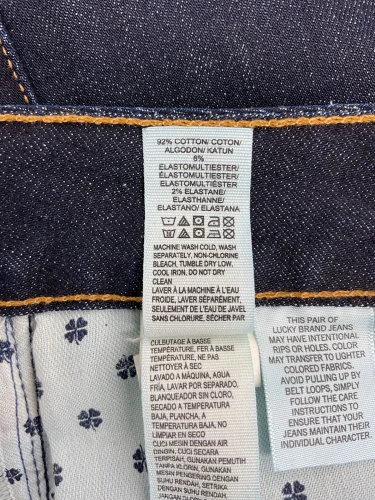 92% COTTON/ COTON/
ALGODÓN/ KATUN
6%
ELASTOMULTIESTER/
ÉLASTOMULTIESTER/
ELASTOMULTIÉSTER
2% ELASTANE/
ÉLASTHANNE/
ELASTANO/ ELASTANA
MACHINE WASH COLD, WASH
SEPARATELY, NON-CHLORINE
BLEACH, TUMBLE DRY LOW,
COOL IRON, DO NOT DRY
CLEAN
LAVER À LA MACHINE À L'EAU
FROIDE, LAVER SÉPARÉMENT,
SEULEMENT DE L'EAU DE JAVEL
SANS CHLORURE, SÉCHER PAR
CULBUTAGE À BASSE
TEMPÉRATURE, FER À BASSE
TEMPÉRATURE, NE PAS
NETTOYER À SEC
LAVADO A MÁQUINA, AGUA
FRÍA, LAVAR POR SEPARADO,
BLANQUEADOR SIN CLORO,
SECADO A TEMPERATURA
BAJA, PLANCHA, A
TEMPERATURA BAJA, NO
LIMPIAR EN SECO
CUCI MESIN DENGAN AIR
DINGIN, CUCI SECARA
TERPISAH, GUNAKAN PEMUTIH
TANPA KLORIN, GUNAKAN
MESIN PENGERING DENGAN
SUHU RENDAH, SETRIKA
DENGAN SUHU RENDAH,
THIS PAIR OF
LUCKY BRAND JEANS
MAY HAVE INTENTIONAL
RIPS OR HOLES. COLOR
MAY TRANSFER TO LIGHTER
COLORED FABRICS.
AVOID PULLING UP BY
BELT LOOPS, SIMPLY
FOLLOW THE CARE
INSTRUCTIONS TO
ENSURE THAT YOUR
JEANS MAINTAIN THEIR
INDIVIDUAL CHARACTER.